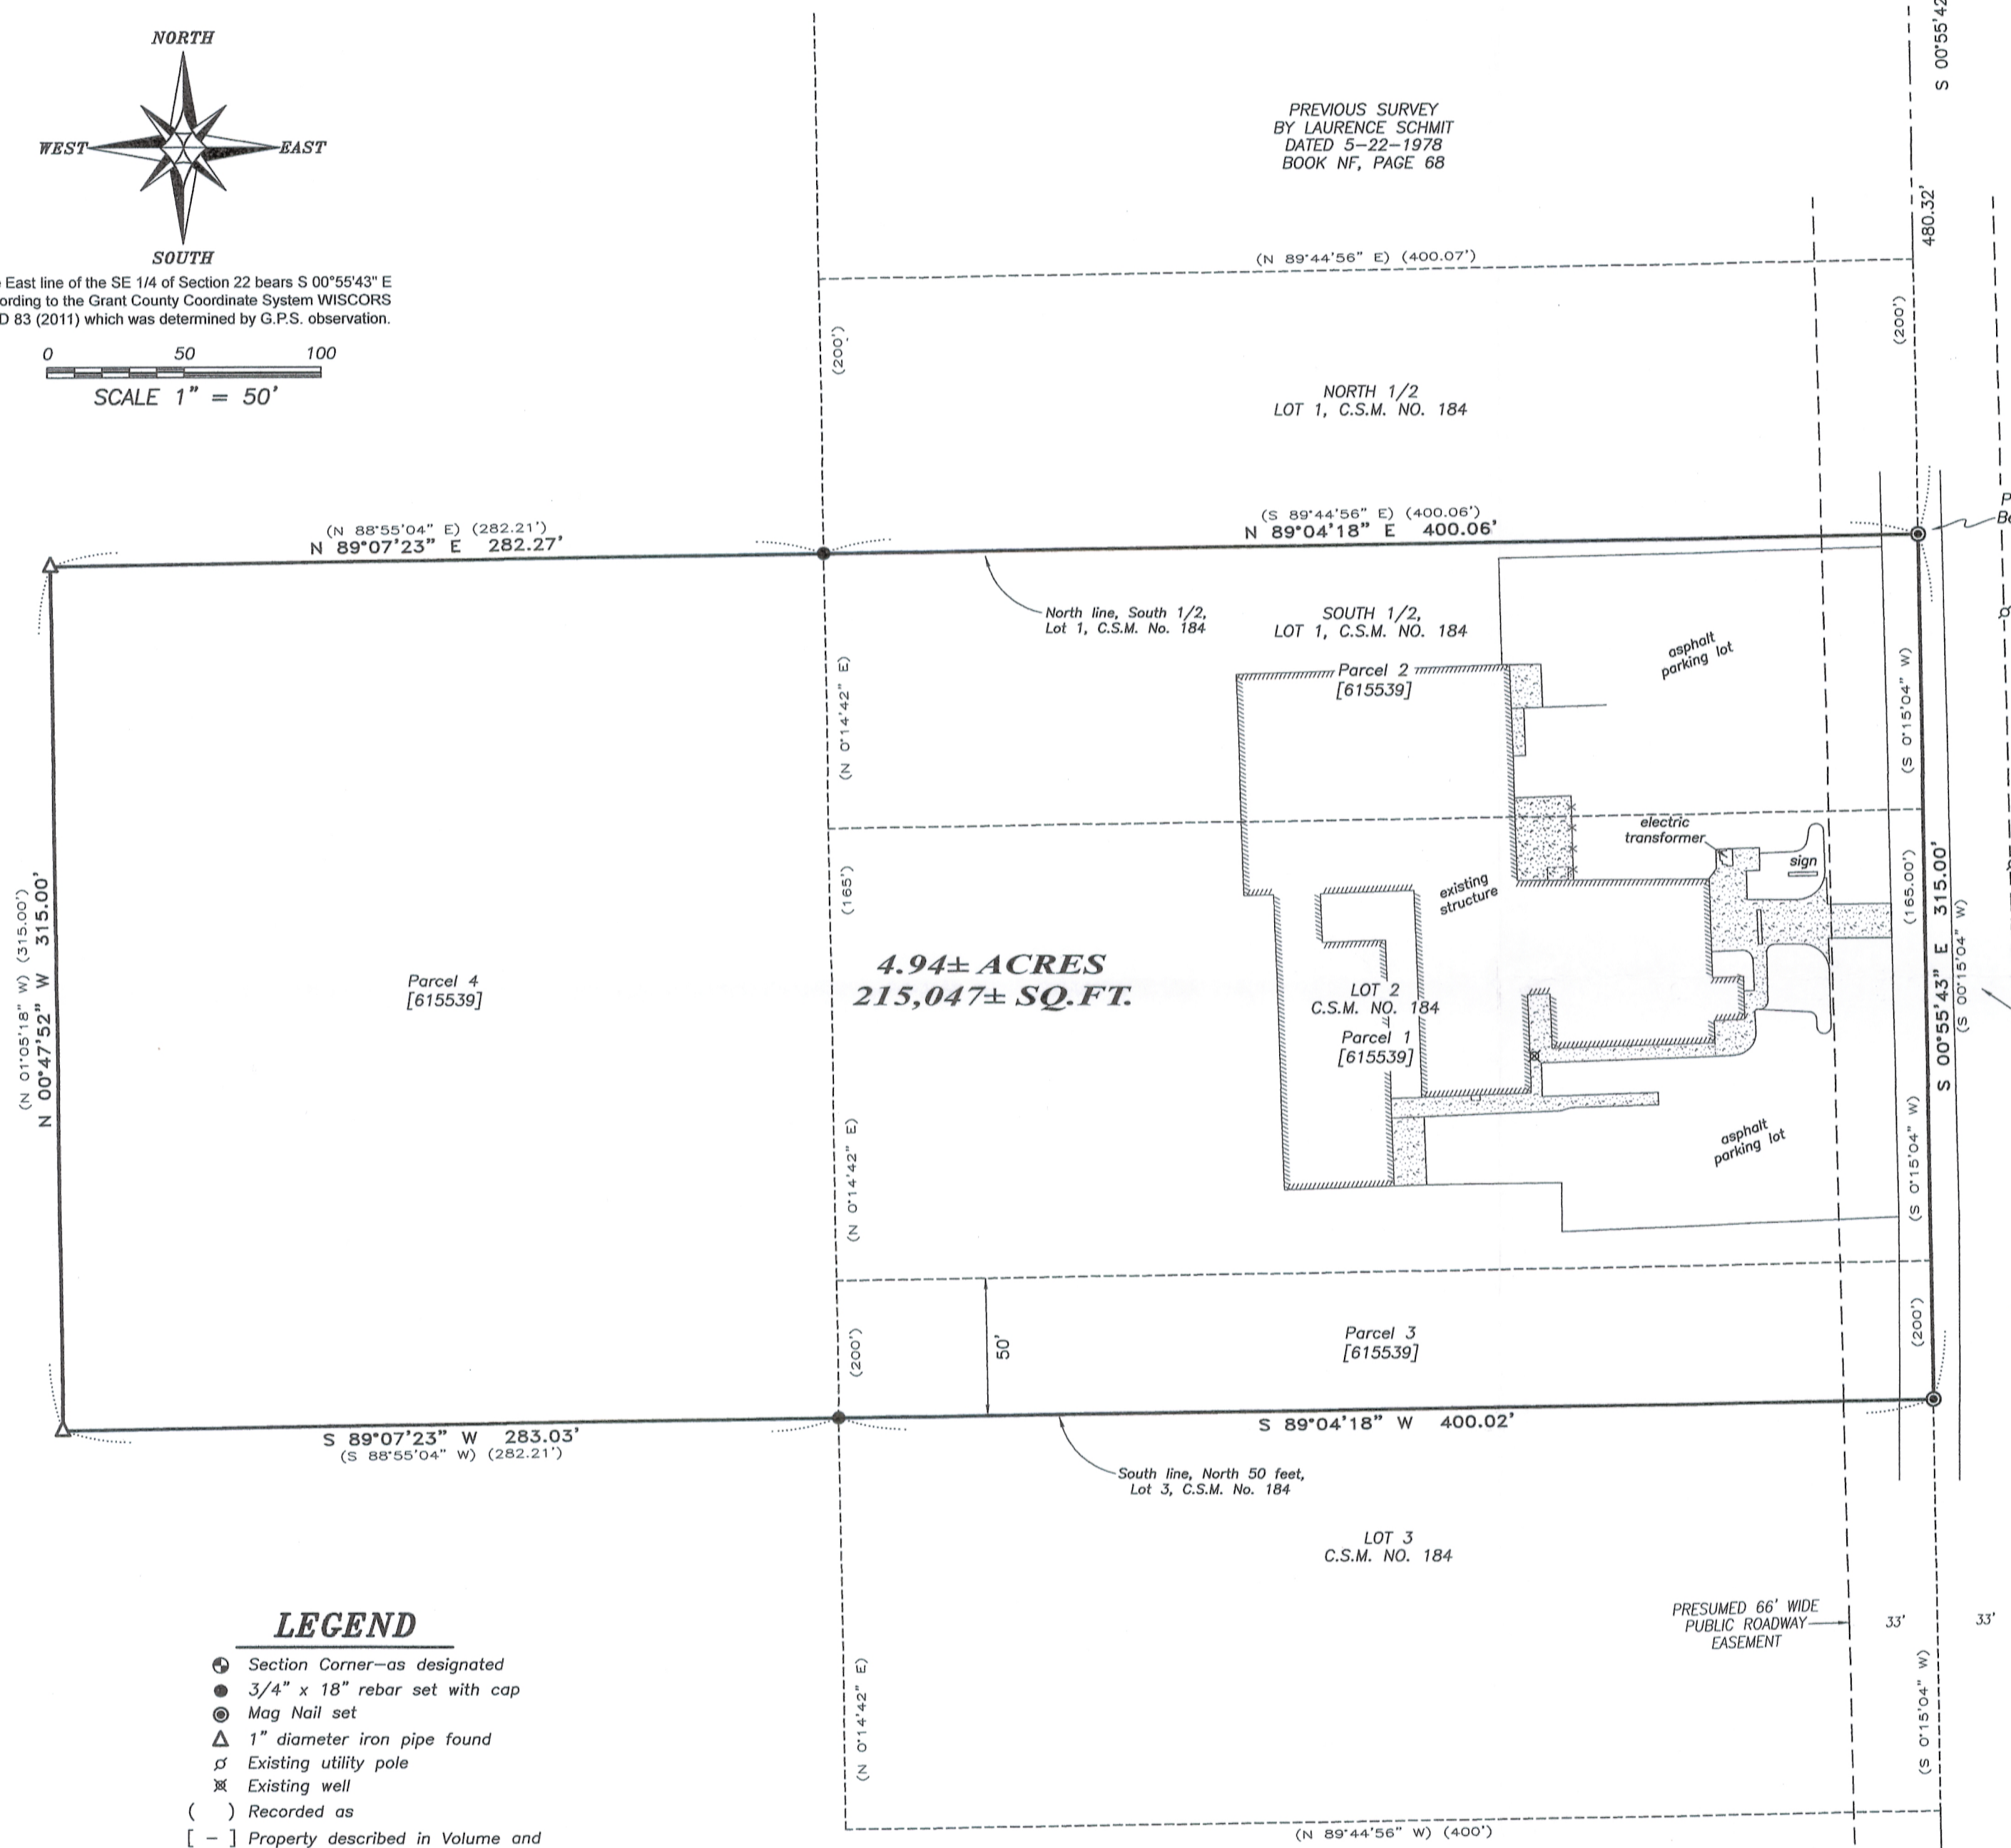 NORTH
WEST
EAST
SOUTH
East line of the SE 1/4 of Section 22 bears S 00°55'43" E
ording to the Grant County Coordinate System WISCORS
D 83 (2011) which was determined by G.P.S. observation.
0 50 100
SCALE 1" = 50'
PREVIOUS SURVEY
BY LAURENCE SCHMIT
DATED 5-22-1978
BOOK NF, PAGE 68
S 00°55'42
480.32'
(N 89°44'56" E) (400.07')
(200')
(200')
NORTH 1/2
LOT 1, C.S.M. NO. 184
(N 88°55'04" E) (282.21')
N 89°07'23" E 282.27'
(S 89°44'56" E) (400.06')
N 89°04'18" E 400.06'
North line, South 1/2,
Lot 1, C.S.M. No. 184
SOUTH 1/2,
LOT 1, C.S.M. NO. 184
Parcel 2
[615539]
asphalt
parking lot
(N 0°14'42" E)
(S 0°15'04" W)
electric
transformer
sign
existing
structure
(165')
(165.00')
(N 01°05'18" W) (315.00')
N 00°47'52" W 315.00'
Parcel 4
[615539]
4.94± ACRES
215,047± SQ.FT.
LOT 2
C.S.M. NO. 184
Parcel 1
[615539]
S 00°55'43" E 315.00'
(S 00°15'04" W)
asphalt
parking lot
(N 0°14'42" E)
(S 0°15'04" W)
(200')
50'
Parcel 3
[615539]
(200')
S 89°07'23" W 283.03'
(S 88°55'04" W) (282.21')
S 89°04'18" W 400.02'
South line, North 50 feet,
Lot 3, C.S.M. No. 184
LOT 3
C.S.M. NO. 184
PRESUMED 66' WIDE
PUBLIC ROADWAY
EASEMENT
33'
33'
(N 0°14'42" E)
(S 0°15'04" W)
(N 89°44'56" W) (400')
LEGEND
Section Corner-as designated
3/4" x 18" rebar set with cap
Mag Nail set
1" diameter iron pipe found
Existing utility pole
Existing well
( ) Recorded as
[ - ] Property described in Volume and